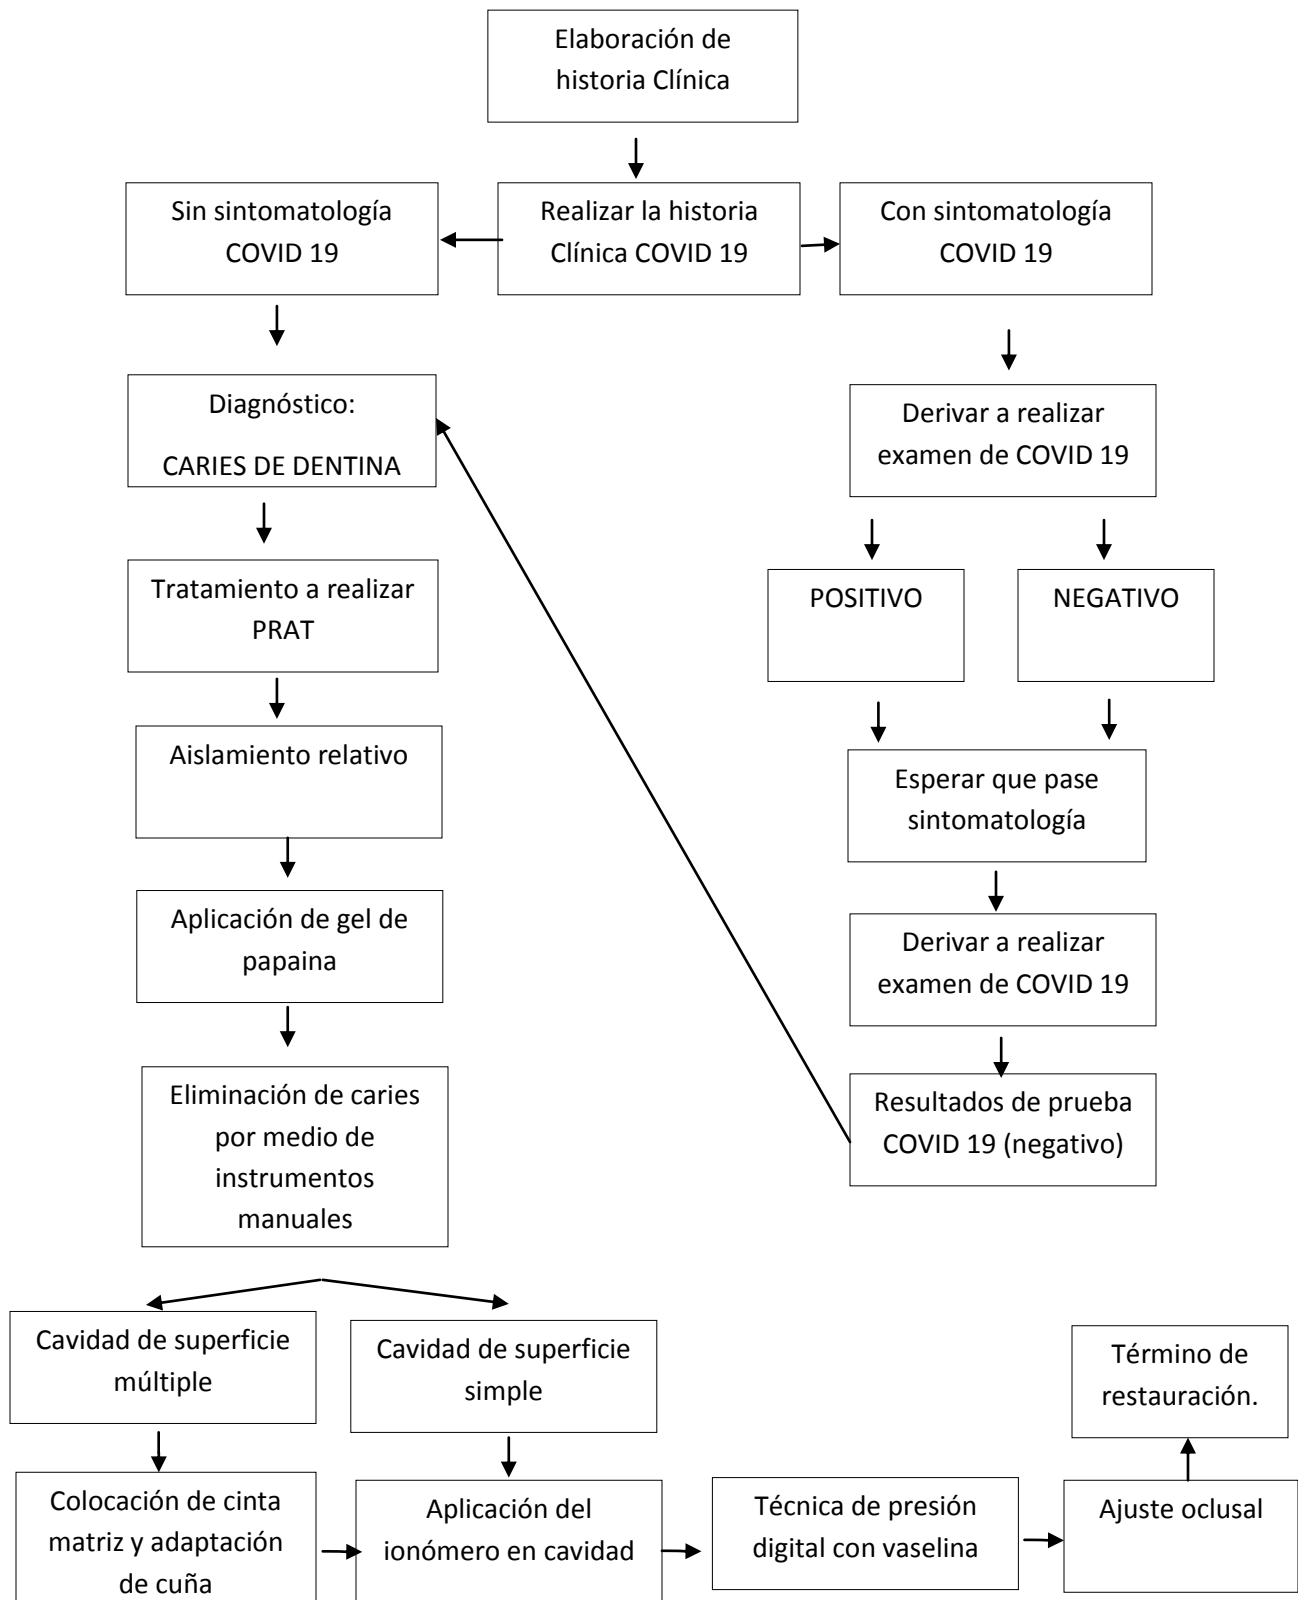 Elaboración de
historia Clínica
Sin sintomatología
COVID 19
Realizar la historia
Clínica COVID 19
Con sintomatología
COVID 19
Diagnóstico:
CARIES DE DENTINA
Derivar a realizar
examen de COVID 19
Tratamiento a realizar
PRAT
POSITIVO
NEGATIVO
Aislamiento relativo
Esperar que pase
sintomatología
Aplicación de gel de
papaina
Derivar a realizar
examen de COVID 19
Eliminación de caries
por medio de
instrumentos
manuales
Resultados de prueba
COVID 19 (negativo)
Cavidad de superficie
múltiple
Cavidad de superficie
simple
Término de
restauración.
Colocación de cinta
matriz y adaptación
de cuña
Aplicación del
ionómero en cavidad
Técnica de presión
digital con vaselina
Ajuste oclusal